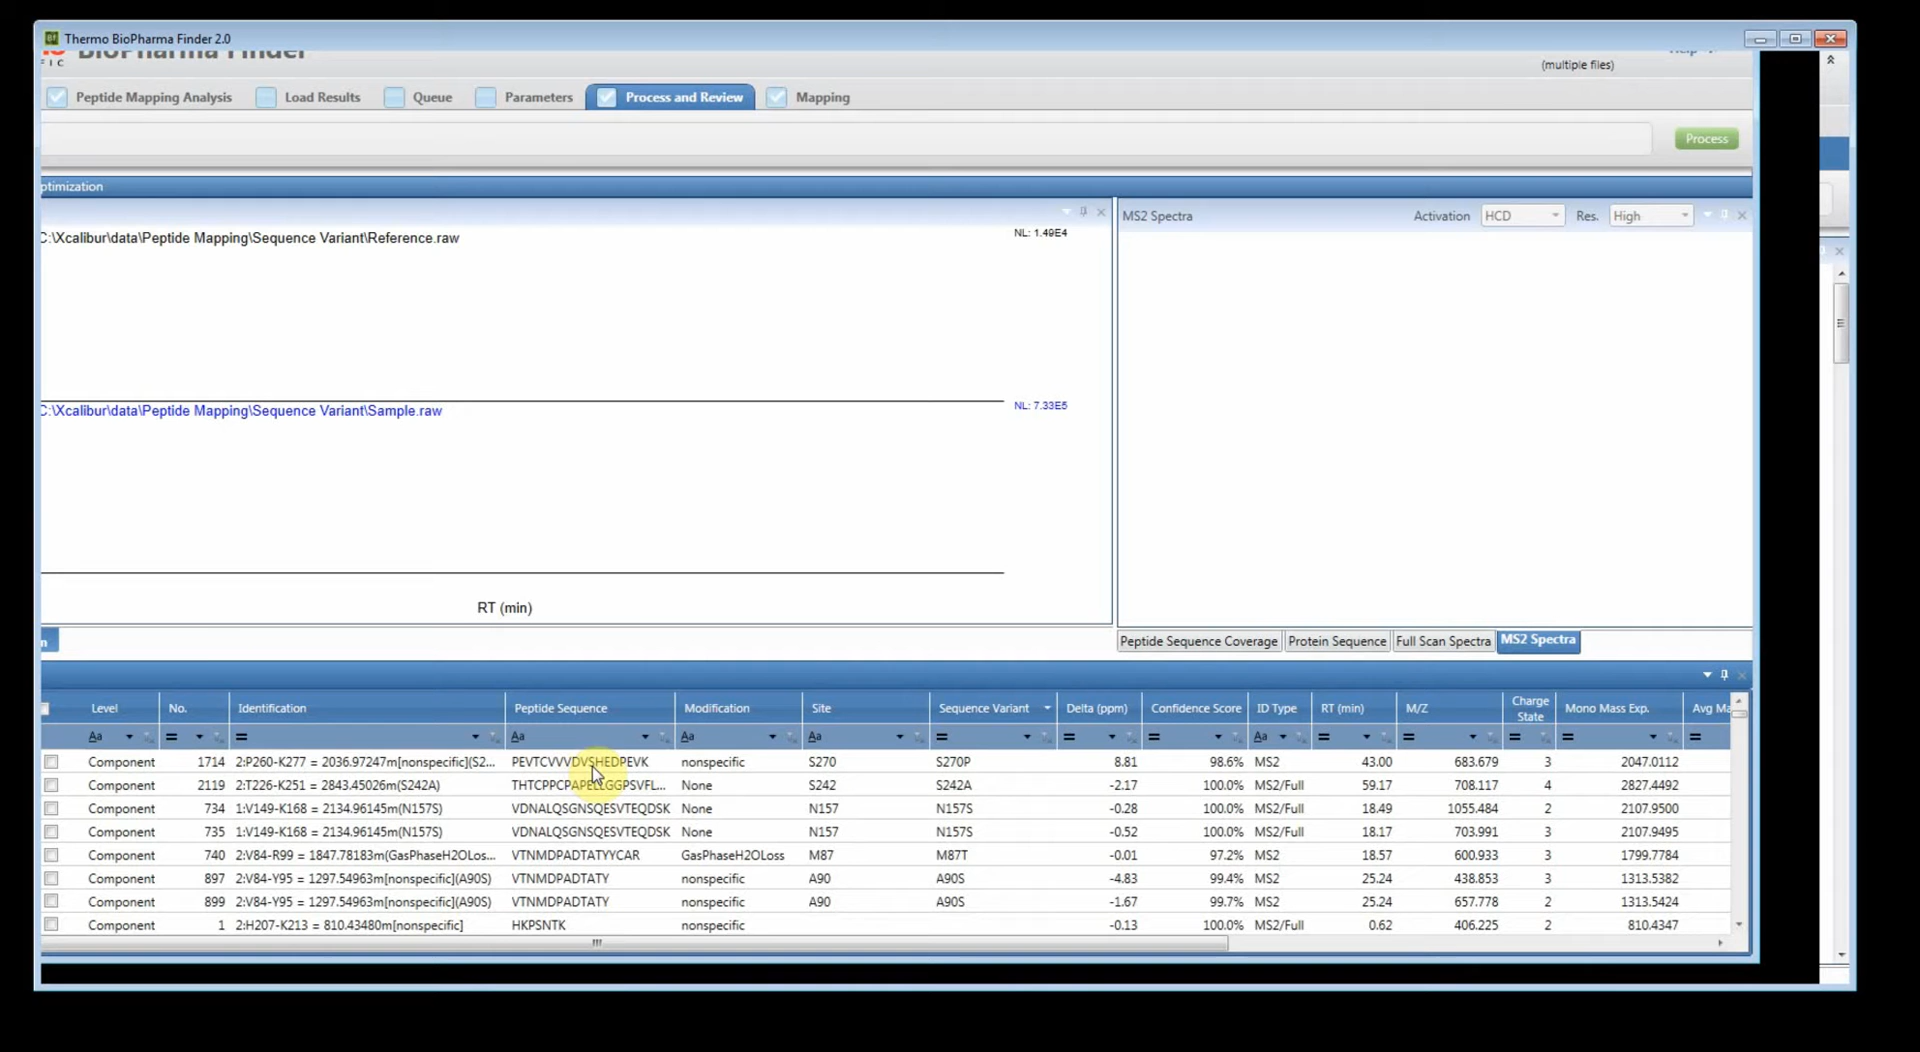 Thermo BioPharma Finder 2.0
BioPharma Finder
FIC
(multiple files)
Peptide Mapping Analysis Load Results Queue Parameters Process and Review Mapping
Process
ptimization
MS2 Spectra Activation HCD Res. High
C:\Xcalibur\data\Peptide Mapping\Sequence Variant\Reference.raw
NL: 1.49E4
C:\Xcalibur\data\Peptide Mapping\Sequence Variant\Sample.raw
NL: 7.33E5
RT (min)
n
Peptide Sequence Coverage Protein Sequence Full Scan Spectra MS2 Spectra
Level No. Identification Peptide Sequence Modification Site Sequence Variant Delta (ppm) Confidence Score ID Type RT (min) M/Z Charge State Mono Mass Exp. Avg Ma
Aa = = Aa Aa Aa = = = Aa = = = = =
Component 1714 2:P260-K277 = 2036.97247m[nonspecific](S2... PEVTCVVVDVSHEDPEVK nonspecific S270 S270P 8.81 98.6% MS2 43.00 683.679 3 2047.0112
Component 2119 2:T226-K251 = 2843.45026m(S242A) THTCPPCPAPELLGGPSVFL... None S242 S242A -2.17 100.0% MS2/Full 59.17 708.117 4 2827.4492
Component 734 1:V149-K168 = 2134.96145m(N157S) VDNALQSGNSQESVTEQDSK None N157 N157S -0.28 100.0% MS2/Full 18.49 1055.484 2 2107.9500
Component 735 1:V149-K168 = 2134.96145m(N157S) VDNALQSGNSQESVTEQDSK None N157 N157S -0.52 100.0% MS2/Full 18.17 703.991 3 2107.9495
Component 740 2:V84-R99 = 1847.78183m(GasPhaseH2OLos... VTNMDPADTATYYCAR GasPhaseH2OLoss M87 M87T -0.01 97.2% MS2 18.57 600.933 3 1799.7784
Component 897 2:V84-Y95 = 1297.54963m[nonspecific](A90S) VTNMDPADTATY nonspecific A90 A90S -4.83 99.4% MS2 25.24 438.853 3 1313.5382
Component 899 2:V84-Y95 = 1297.54963m[nonspecific](A90S) VTNMDPADTATY nonspecific A90 A90S -1.67 99.7% MS2 25.24 657.778 2 1313.5424
Component 1 2:H207-K213 = 810.43480m[nonspecific] HKPSNTK nonspecific -0.13 100.0% MS2/Full 0.62 406.225 2 810.4347